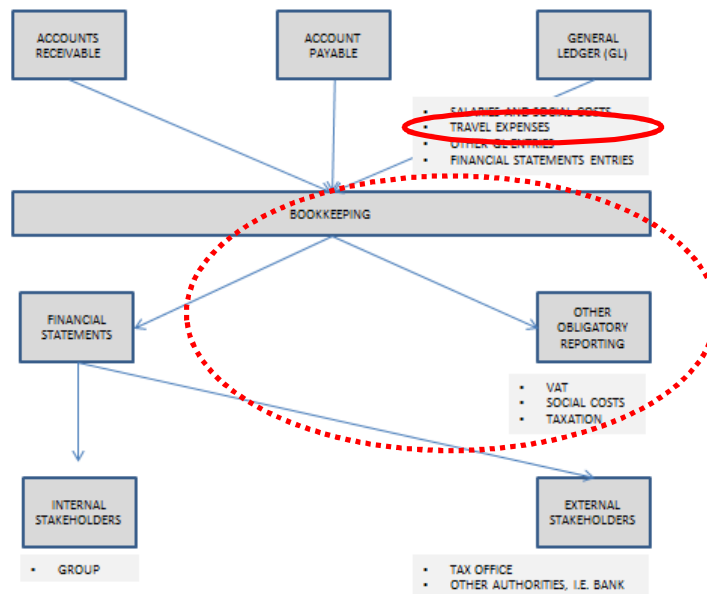 ACCOUNTS
RECEIVABLE
ACCOUNT
PAYABLE
GENERAL
LEDGER (GL)
▪ SALARIES AND SOCIAL COSTS
▪ TRAVEL EXPENSES
▪ OTHER GL ENTRIES
▪ FINANCIAL STATEMENTS ENTRIES
BOOKKEEPING
FINANCIAL
STATEMENTS
OTHER
OBLIGATORY
REPORTING
▪ VAT
▪ SOCIAL COSTS
▪ TAXATION
INTERNAL
STAKEHOLDERS
EXTERNAL
STAKEHOLDERS
▪ GROUP
▪ TAX OFFICE
▪ OTHER AUTHORITIES, I.E. BANK